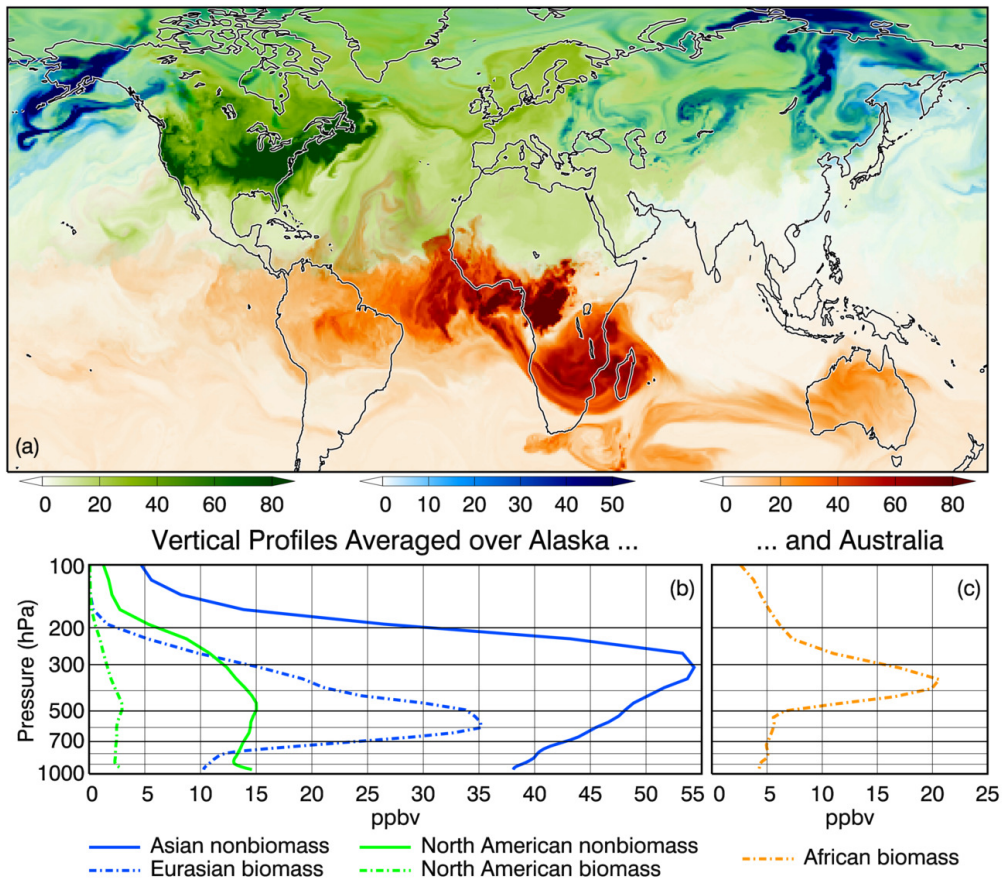 (a)
0 20 40 60 80 0 10 20 30 40 50 0 20 40 60 80
Vertical Profiles Averaged over Alaska ... ... and Australia
Pressure (hPa)
100
200
300
500
700
1000
(b)
0 5 10 15 20 25 30 35 40 45 50 55
ppbv
(c)
0 5 10 15 20 25
ppbv
Asian nonbiomass North American nonbiomass
Eurasian biomass North American biomass
African biomass